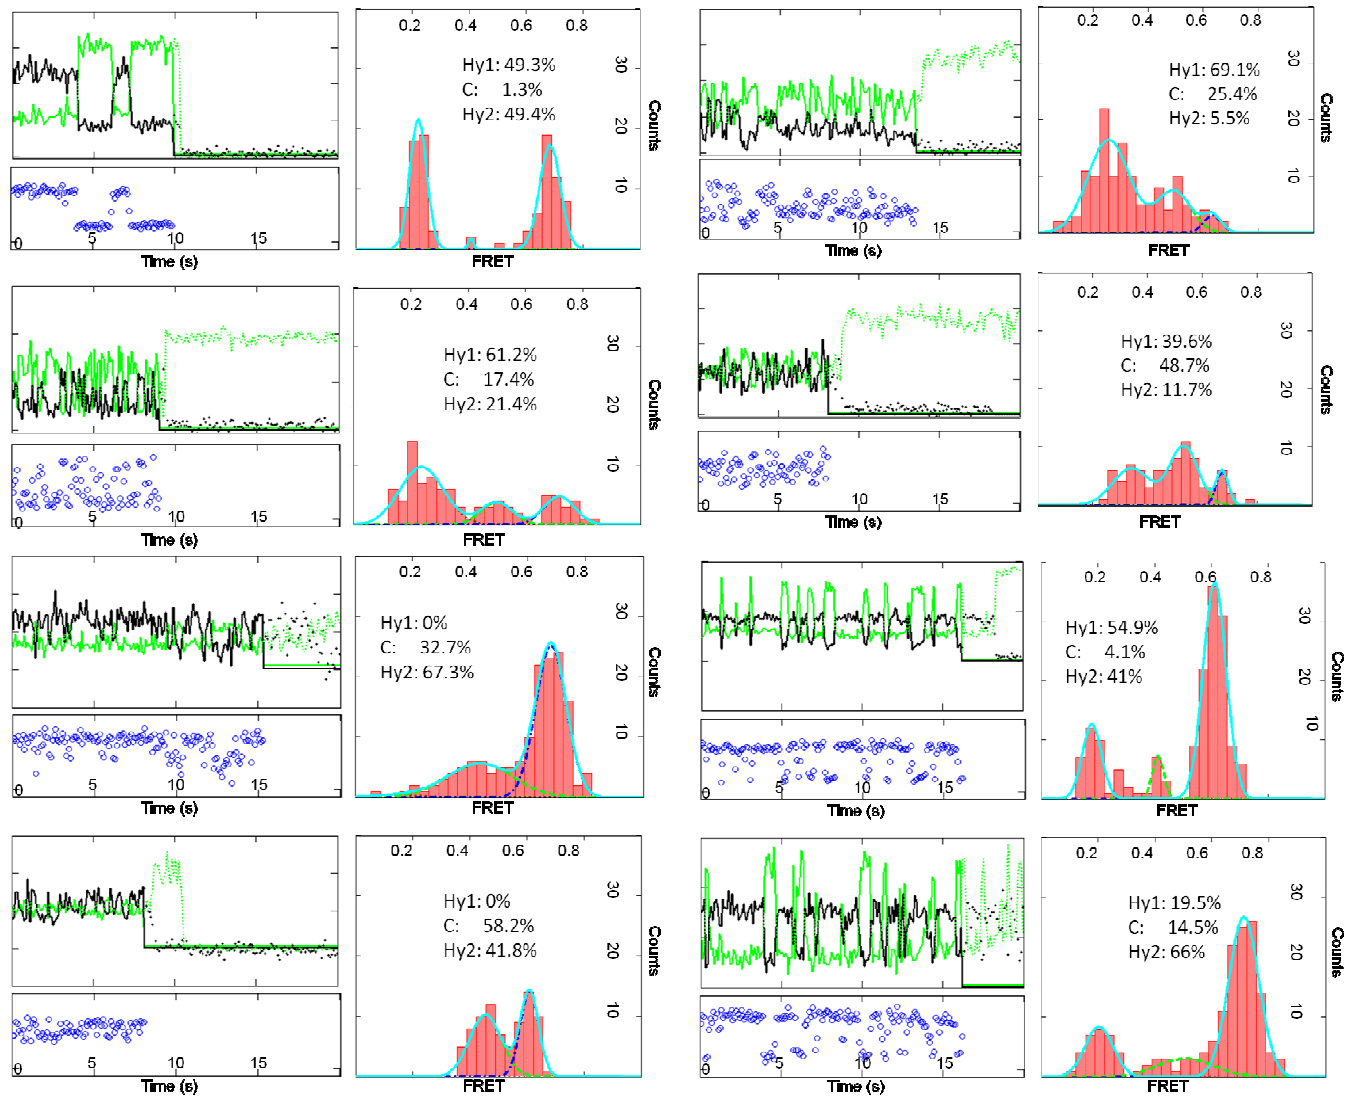 0.2 0.4 0.6 0.8
Hy1: 49.3%
C: 1.3%
Hy2: 49.4%
30
20
10
Counts
0 5 10 15
Time (s)
FRET
0.2 0.4 0.6 0.8
Hy1: 69.1%
C: 25.4%
Hy2: 5.5%
30
20
10
Counts
0 5 10 15
Time (s)
FRET
0.2 0.4 0.6 0.8
Hy1: 61.2%
C: 17.4%
Hy2: 21.4%
30
20
10
Counts
0 5 10 15
Time (s)
FRET
0.2 0.4 0.6 0.8
Hy1: 39.6%
C: 48.7%
Hy2: 11.7%
30
20
10
Counts
0 5 10 15
Time (s)
FRET
0.2 0.4 0.6 0.8
Hy1: 0%
C: 32.7%
Hy2: 67.3%
30
20
10
Counts
0 5 10 15
Time (s)
FRET
0.2 0.4 0.6 0.8
Hy1: 54.9%
C: 4.1%
Hy2: 41%
30
20
10
Counts
0 5 10 15
Time (s)
FRET
0.2 0.4 0.6 0.8
Hy1: 0%
C: 58.2%
Hy2: 41.8%
30
20
10
Counts
0 5 10 15
Time (s)
FRET
0.2 0.4 0.6 0.8
Hy1: 19.5%
C: 14.5%
Hy2: 66%
30
20
10
Counts
0 5 10 15
Time (s)
FRET